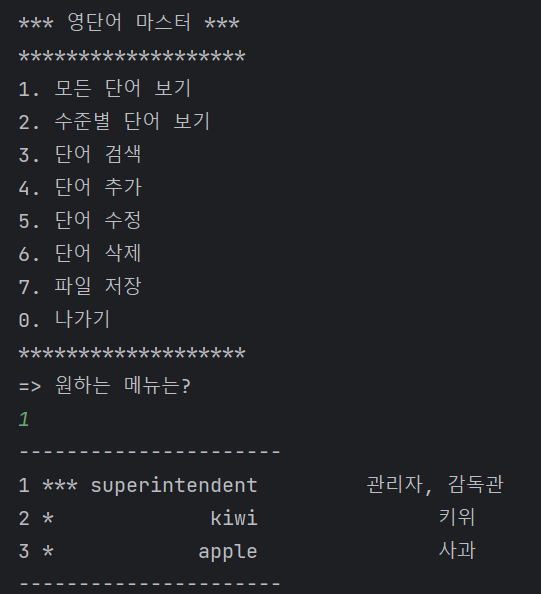 *** 영단어 마스터 ***
*******************
1. 모든 단어 보기
2. 수준별 단어 보기
3. 단어 검색
4. 단어 추가
5. 단어 수정
6. 단어 삭제
7. 파일 저장
0. 나가기
*******************
=> 원하는 메뉴는?
1
----------------------
1 *** superintendent         관리자, 감독관
2 *             kiwi               키위
3 *            apple               사과
----------------------